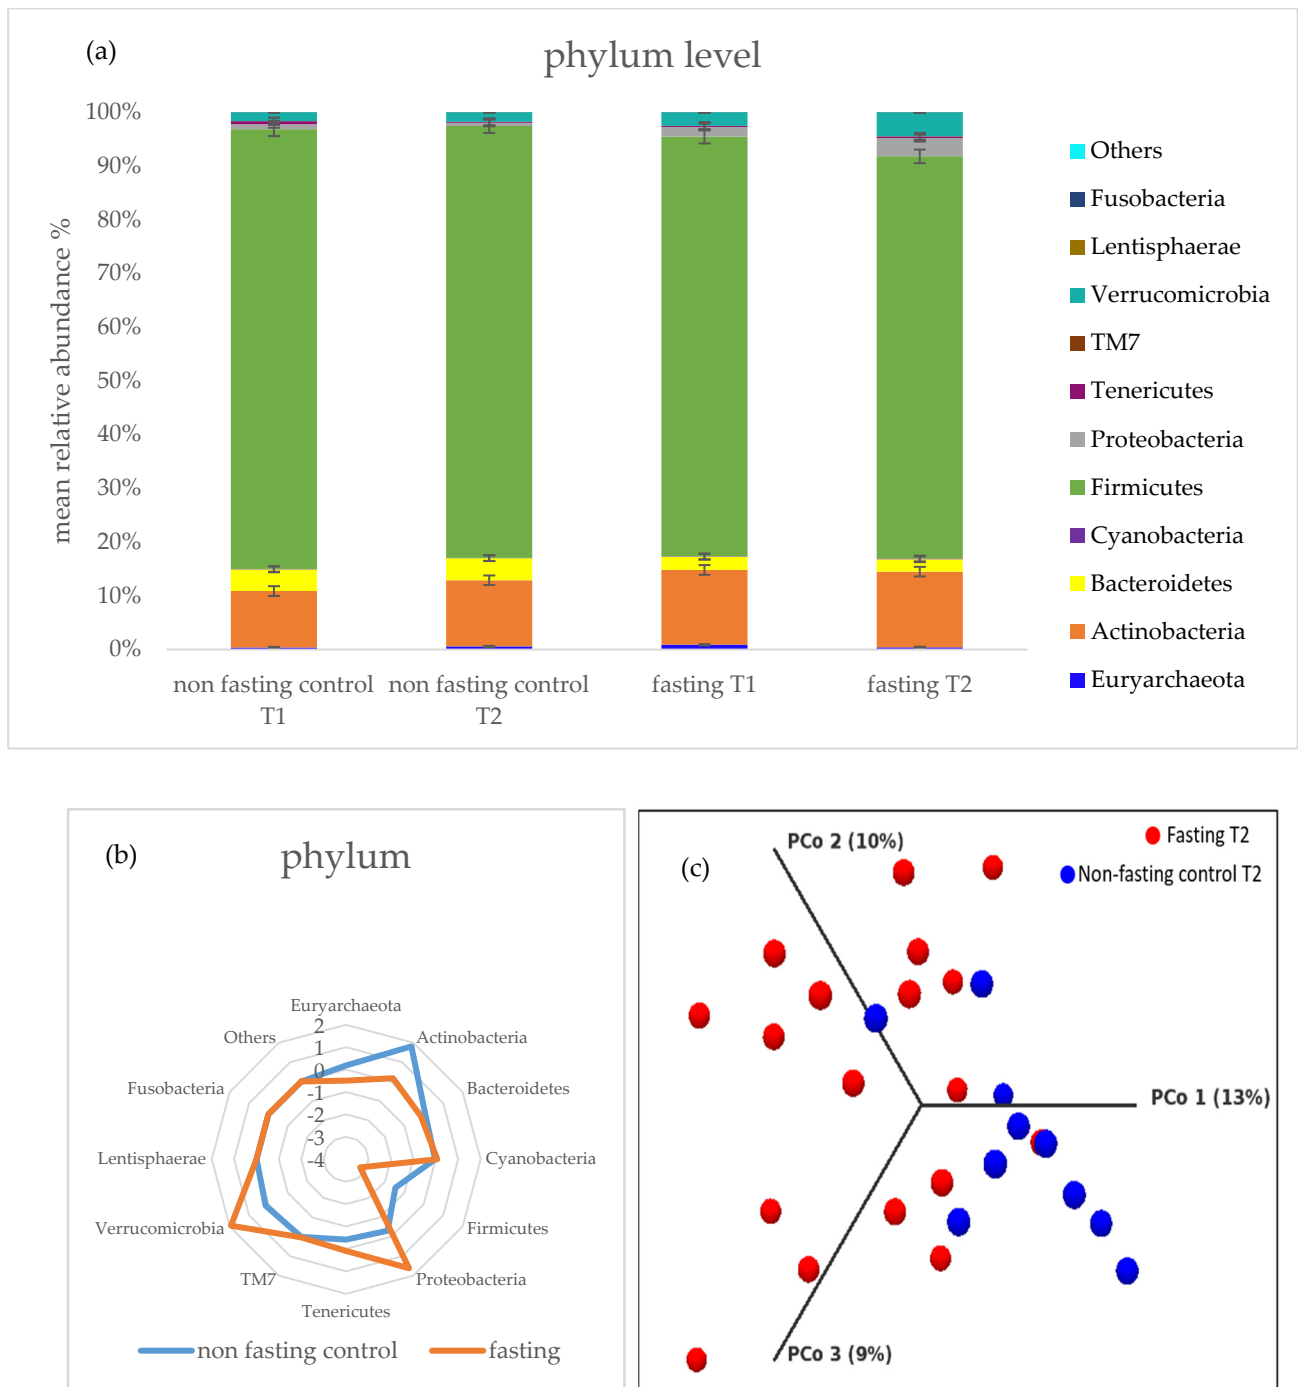 (a)
phylum level
mean relative abundance %
100%
90%
80%
70%
60%
50%
40%
30%
20%
10%
0%
non fasting control
T1
non fasting control
T2
fasting T1
fasting T2
Others
Fusobacteria
Lentisphaerae
Verrucomicrobia
TM7
Tenericutes
Proteobacteria
Firmicutes
Cyanobacteria
Bacteroidetes
Actinobacteria
Euryarchaeota
(b)
phylum
Euryarchaeota
Actinobacteria
Bacteroidetes
Cyanobacteria
Firmicutes
Proteobacteria
Tenericutes
TM7
Verrucomicrobia
Lentisphaerae
Fusobacteria
Others
2
1
0
-1
-2
-3
-4
non fasting control
fasting
(c)
PCo 2 (10%)
Fasting T2
Non-fasting control T2
PCo 1 (13%)
PCo 3 (9%)